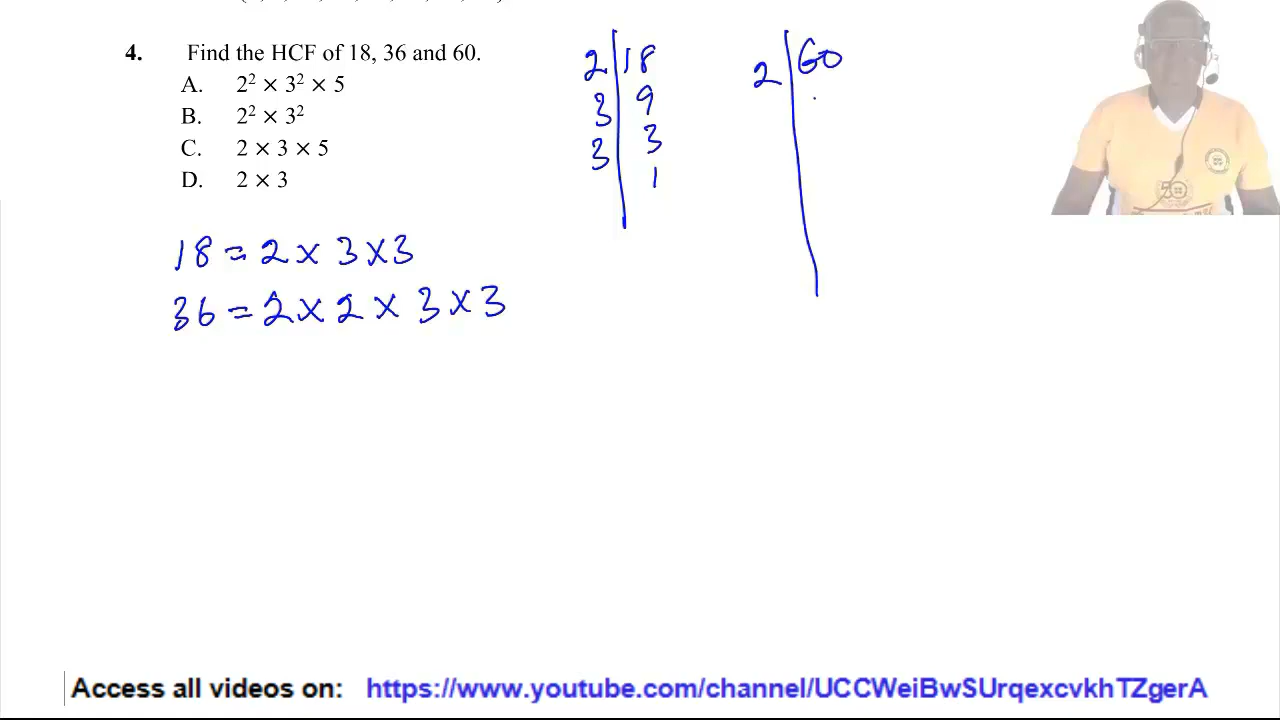 4. Find the HCF of 18, 36 and 60.
A. 2² × 3² × 5
B. 2² × 3²
C. 2 × 3 × 5
D. 2 × 3
2 | 18
3 | 9
3 | 3
1
2 | 60
18 = 2 × 3 × 3
36 = 2 × 2 × 3 × 3
50
Access all videos on: https://www.youtube.com/channel/UCCWeiBwSUrqexcvkhTZgerA